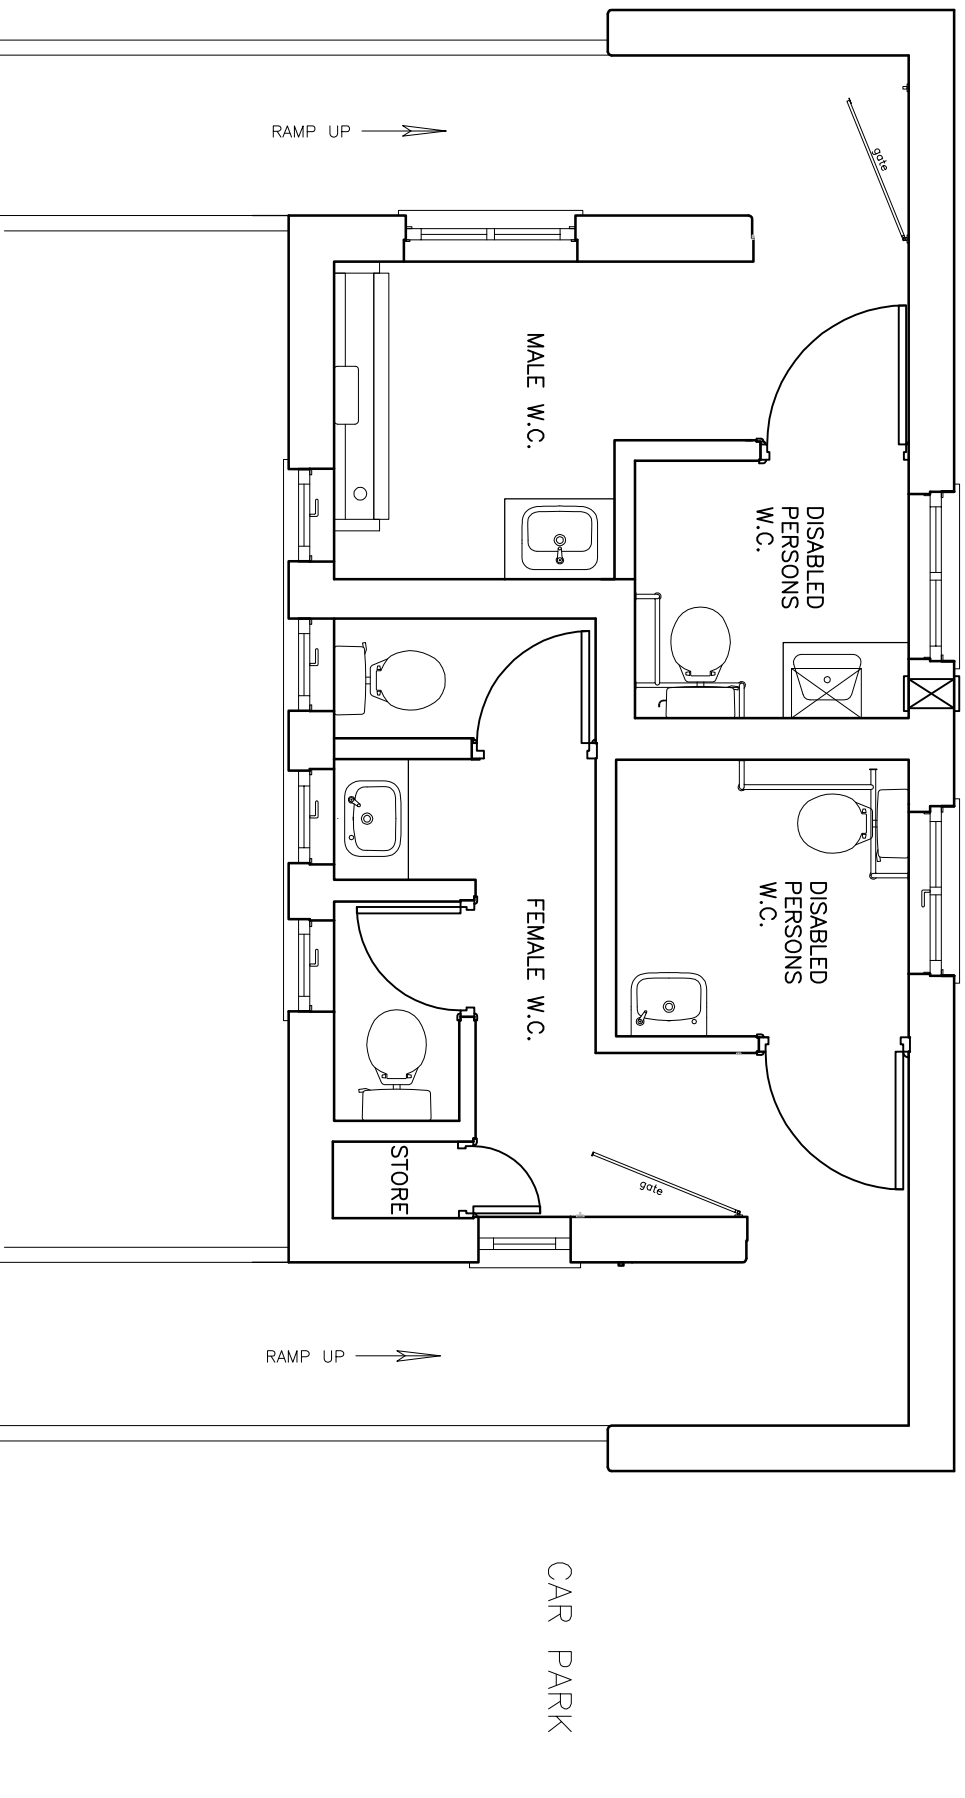 RAMP UP
gate
MALE W.C.
DISABLED
PERSONS
W.C.
DISABLED
PERSONS
W.C.
FEMALE W.C.
STORE
gate
RAMP UP
CAR PARK